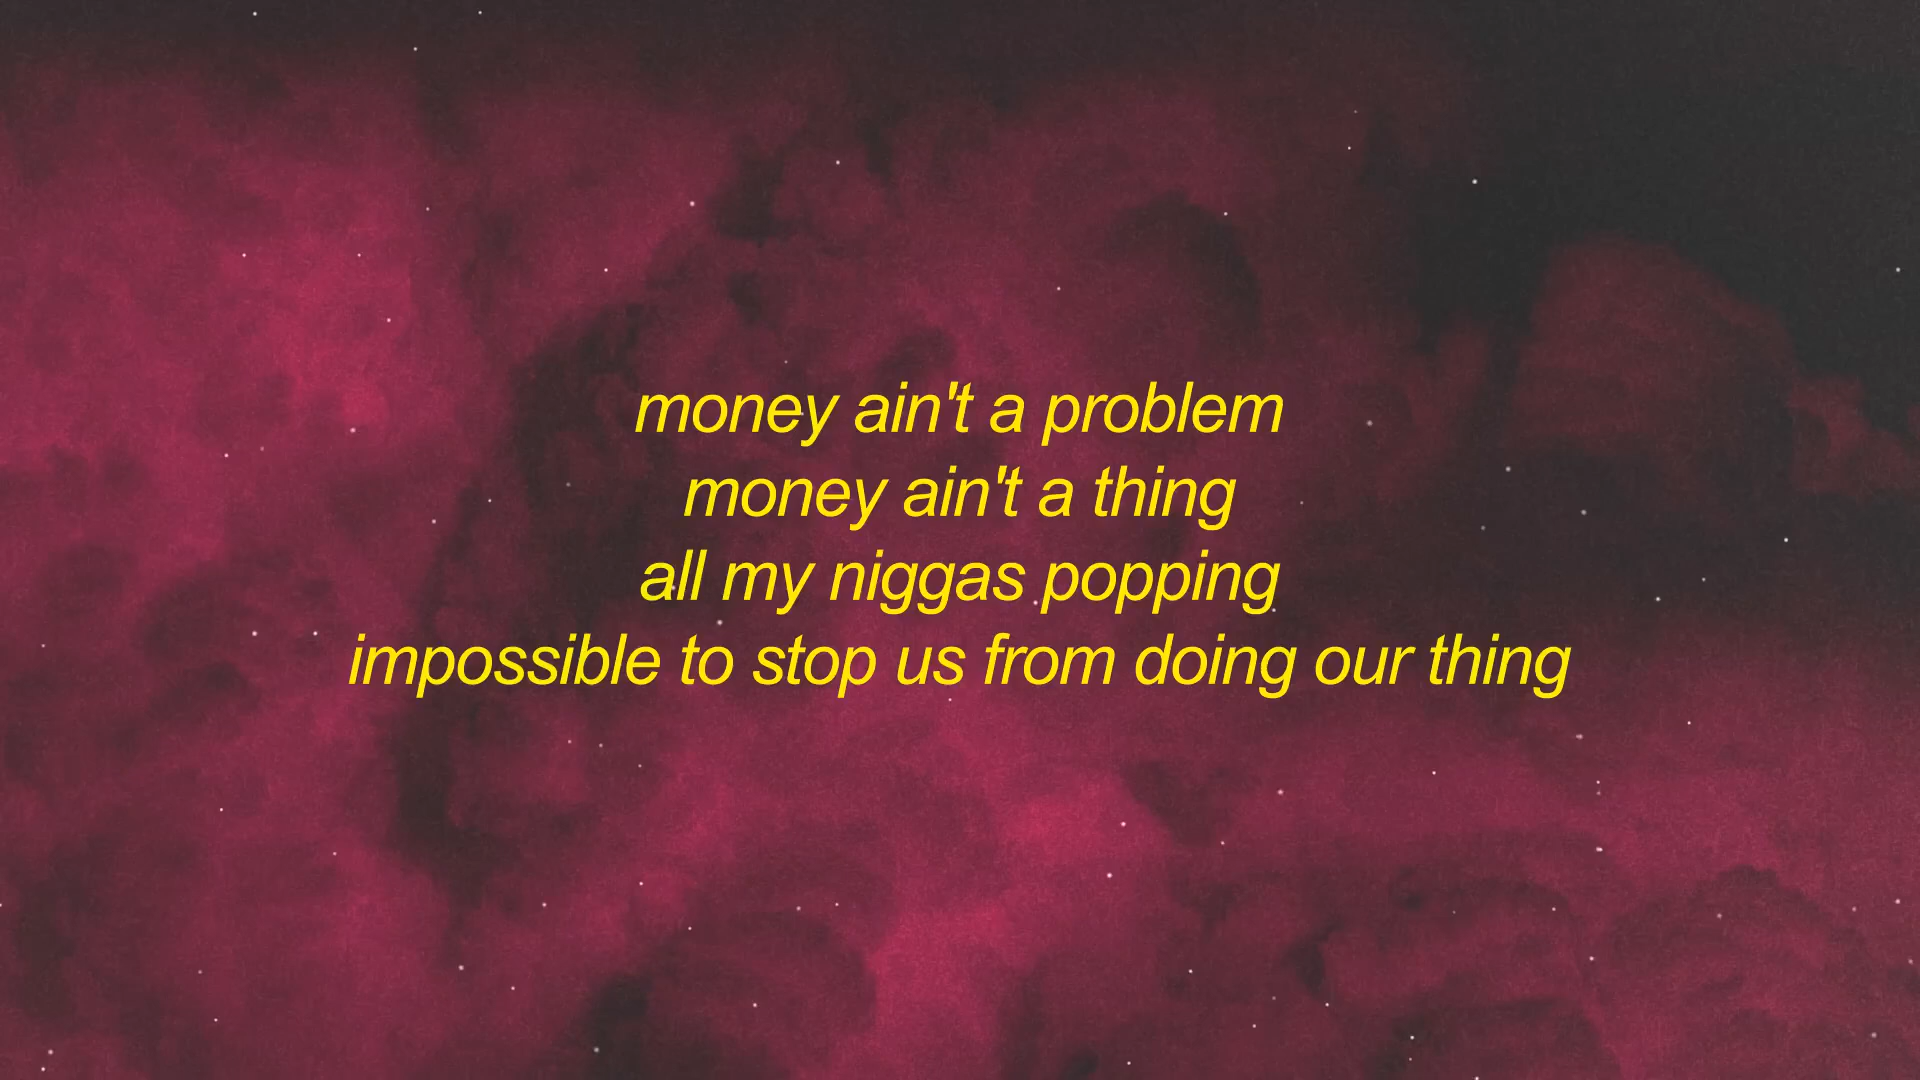 money ain't a problem
money ain't a thing
all my niggas popping
impossible to stop us from doing our thing